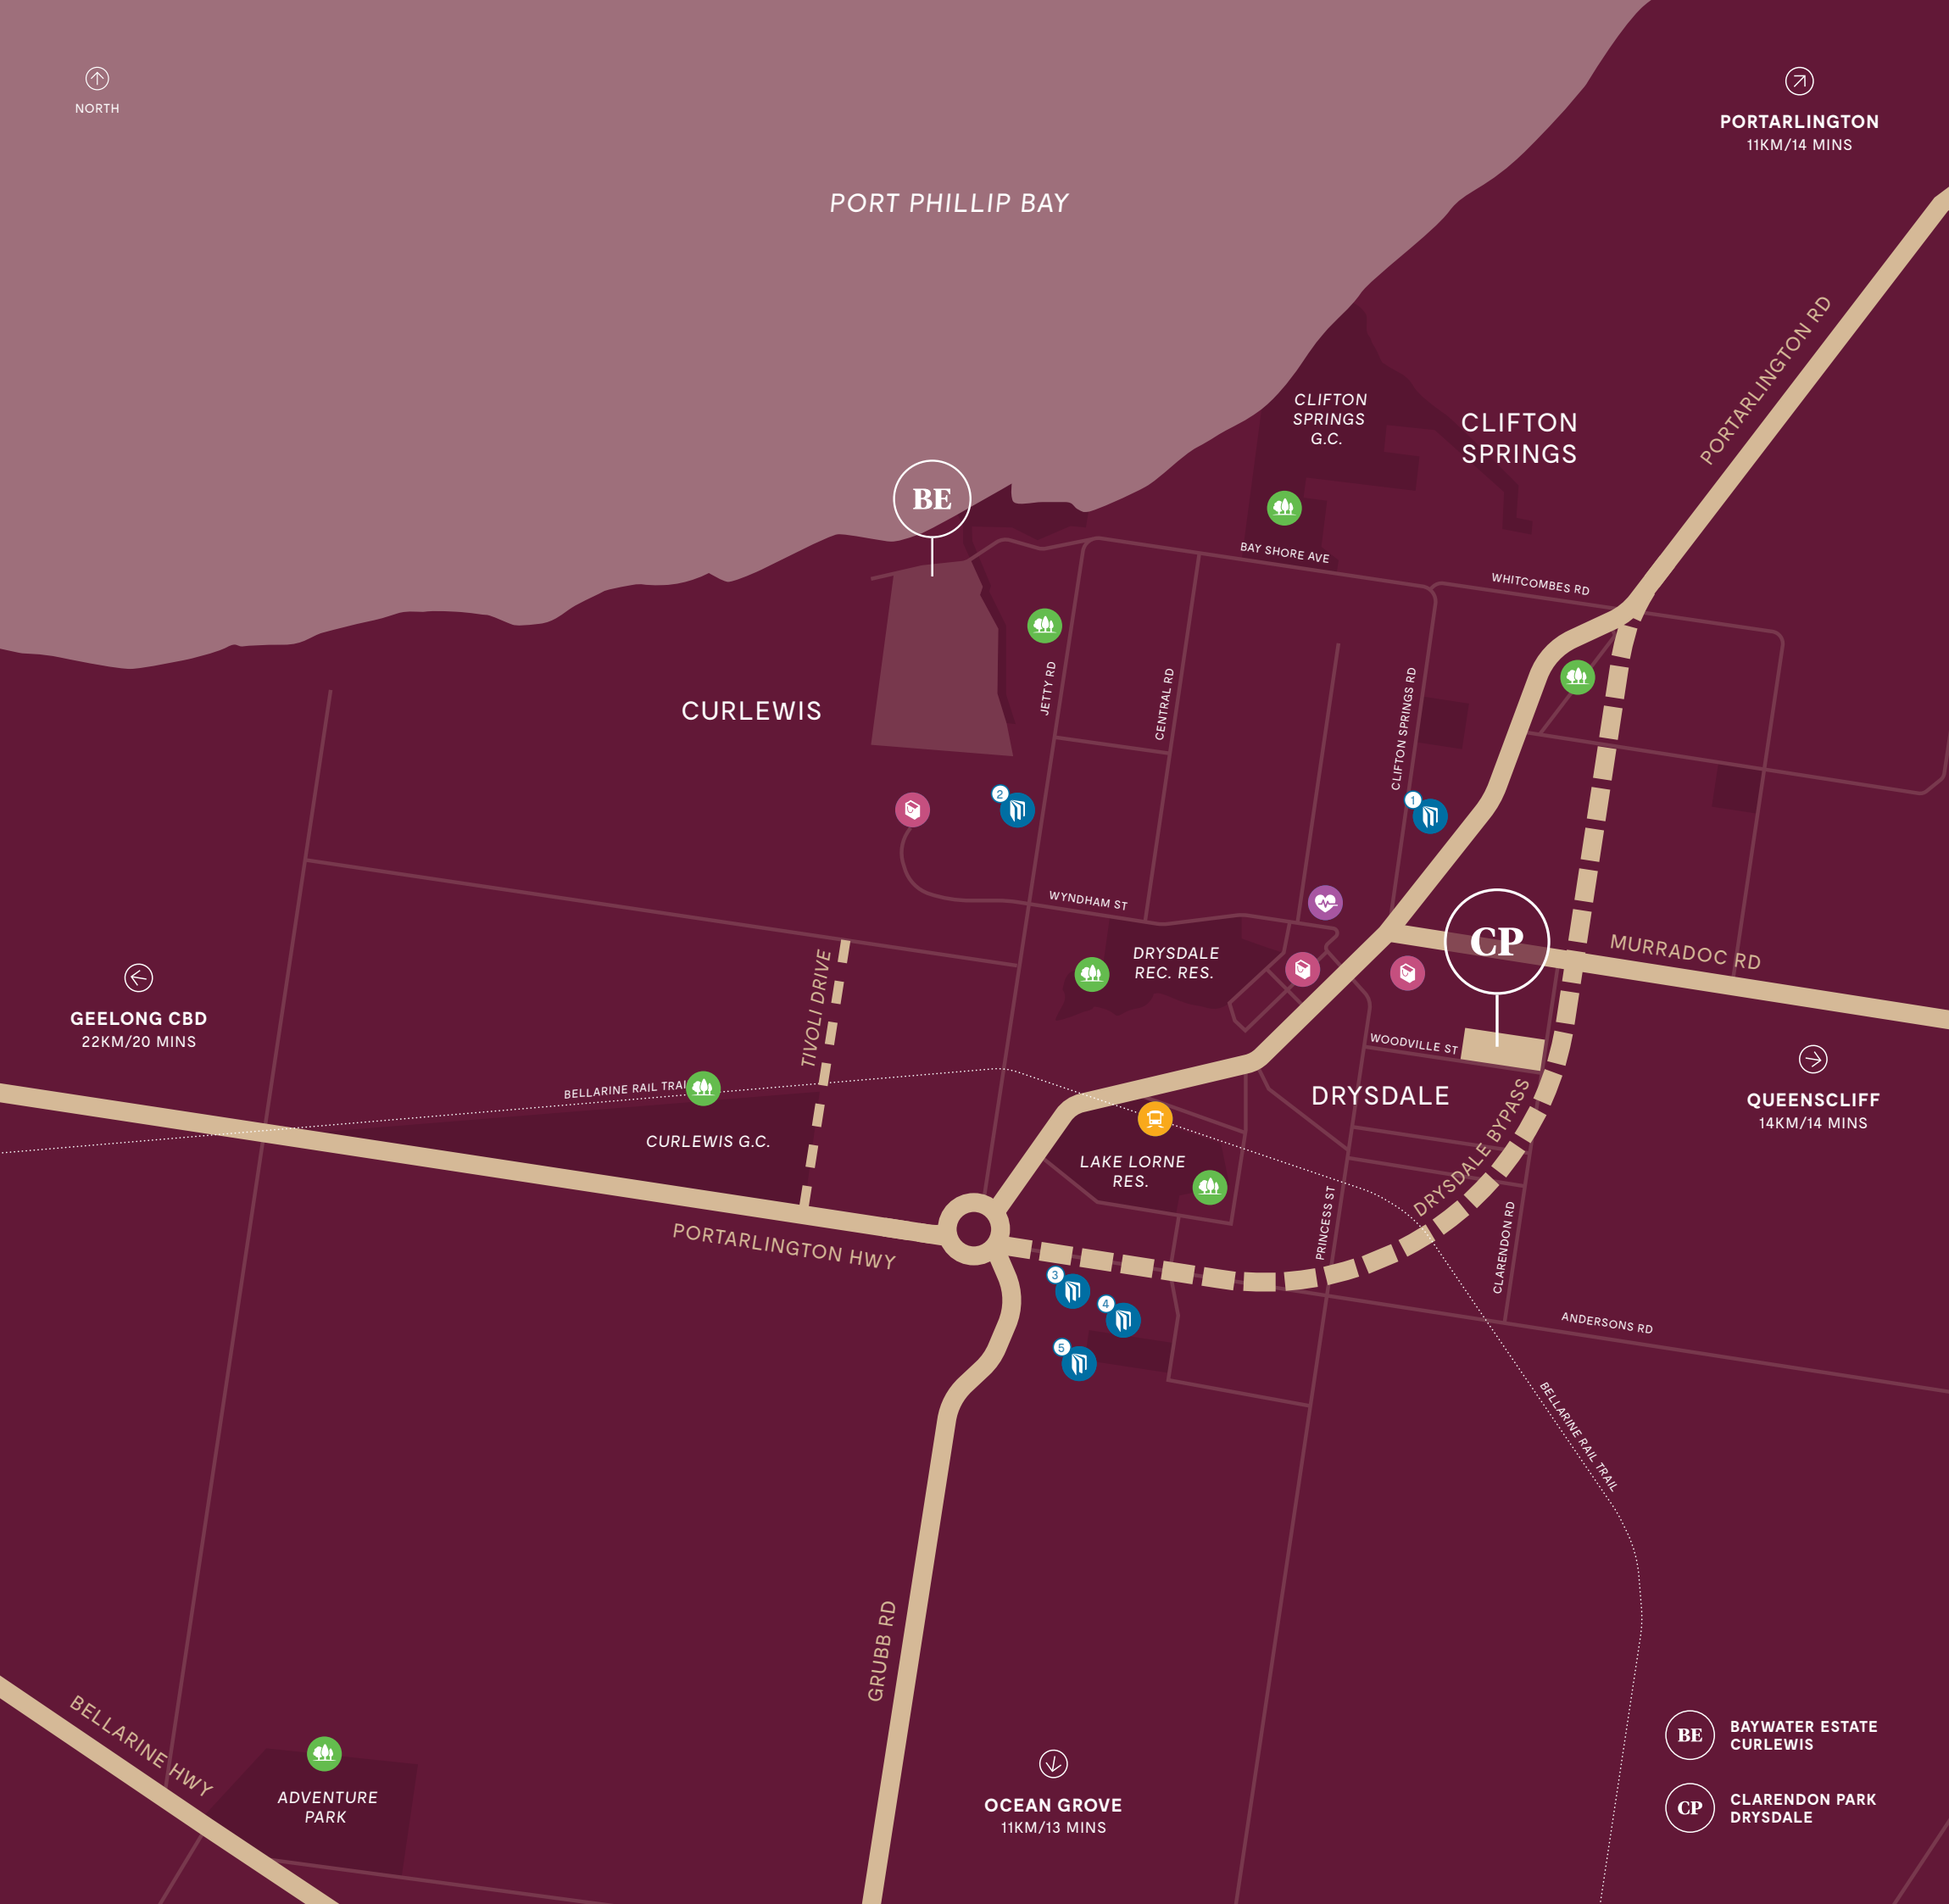 NORTH
PORTARLINGTON
11KM/14 MINS
PORT PHILLIP BAY
PORTARLINGTON RD
CLIFTON
SPRINGS
G.C.
CLIFTON
SPRINGS
BE
BAY SHORE AVE
WHITCOMBES RD
JETTY RD
CENTRAL RD
CLIFTON SPRINGS RD
CURLEWIS
2
1
WYNDHAM ST
DRYSDALE
REC. RES.
CP
MURRADOC RD
TIVOLI DRIVE
GEELONG CBD
22KM/20 MINS
WOODVILLE ST
BELLARINE RAIL TRAI
DRYSDALE
QUEENSCLIFF
14KM/14 MINS
CURLEWIS G.C.
LAKE LORNE
RES.
DRYSDALE BYPASS
PRINCESS ST
CLARENDON RD
PORTARLINGTON HWY
3
4
5
ANDERSONS RD
BELLARINE RAIL TRAIL
GRUBB RD
BELLARINE HWY
ADVENTURE
PARK
OCEAN GROVE
11KM/13 MINS
BE
BAYWATER ESTATE
CURLEWIS
CP
CLARENDON PARK
DRYSDALE